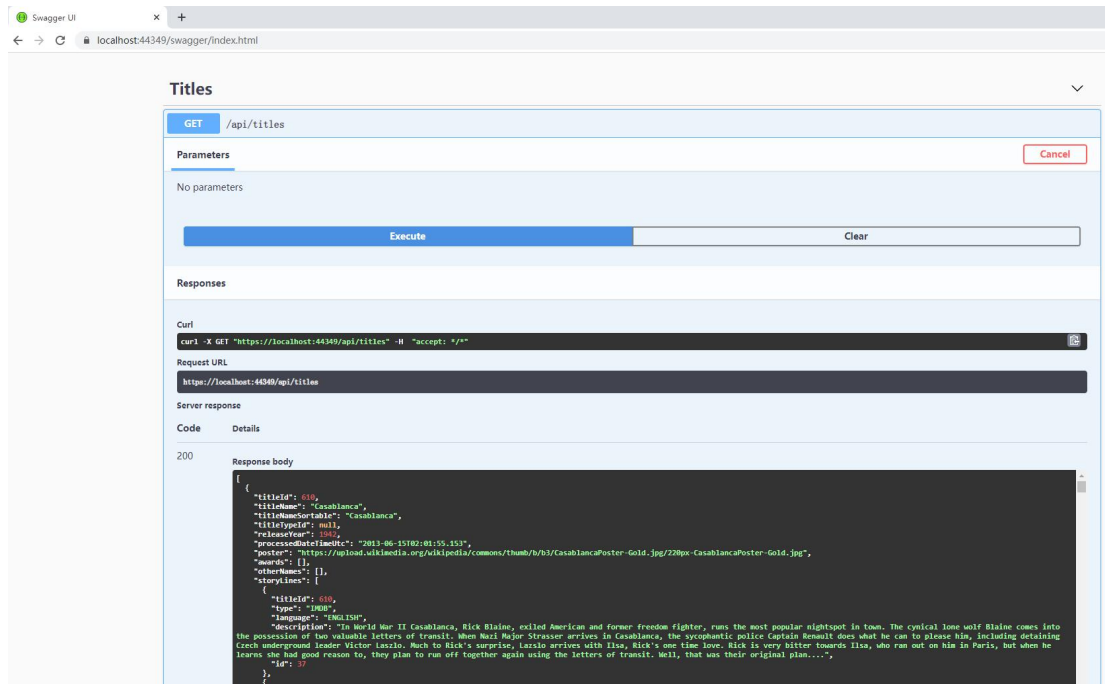 Swagger UI
localhost:44349/swagger/index.html
Titles
GET /api/titles
Parameters
Cancel
No parameters
Execute
Clear
Responses
Curl
curl -X GET "https://localhost:44349/api/titles" -H  "accept: */*"
Request URL
https://localhost:44349/api/titles
Server response
Code Details
200
Response body
[
{
"titleId": 610,
"titleName": "Casablanca",
"titleNameSortable": "Casablanca",
"titleTypeId": null,
"releaseYear": 1942,
"processedDateTimeUtc": "2013-06-15T02:01:55.153",
"poster": "https://upload.wikimedia.org/wikipedia/commons/thumb/b/b3/CasablancaPoster-Gold.jpg/220px-CasablancaPoster-Gold.jpg",
"awards": [],
"otherNames": [],
"storyLines": [
{
"titleId": 610,
"type": "IMDB",
"language": "ENGLISH",
"description": "In World War II Casablanca, Rick Blaine, exiled American and former freedom fighter, runs the most popular nightspot in town. The cynical lone wolf Blaine comes into
the possession of two valuable letters of transit. When Nazi Major Strasser arrives in Casablanca, the sycophantic police Captain Renault does what he can to please him, including detaining
Czech underground leader Victor Laszlo. Much to Rick's surprise, Lazslo arrives with Ilsa, Rick's one time love. Rick is very bitter towards Ilsa, who ran out on him in Paris, but when he
learns she had good reason to, they plan to run off together again using the letters of transit. Well, that was their original plan....",
"id": 37
},
{